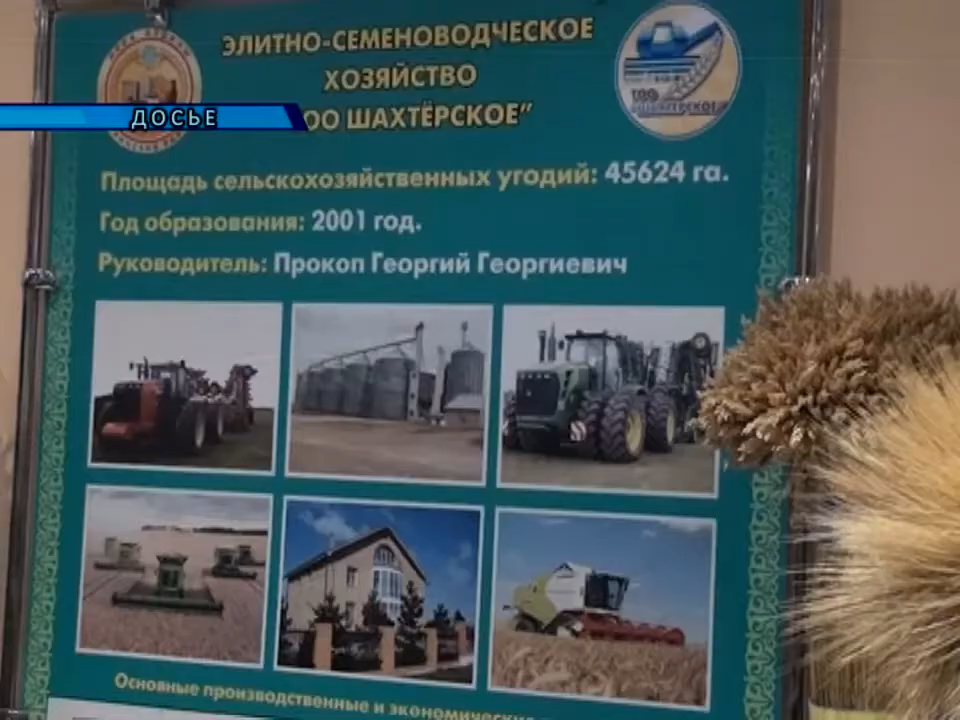 ЭЛИТНО-СЕМЕНОВОДЧЕСКОЕ
ХОЗЯЙСТВО
ОО ШАХТЁРСКОЕ"
ДОСЬЕ
ТОО
ШАХТЁРСКОЕ
Площадь сельскохозяйственных угодий: 45624 га.
Год образования: 2001 год.
Руководитель: Прокоп Георгий Георгиевич
Основные производственные и экономические